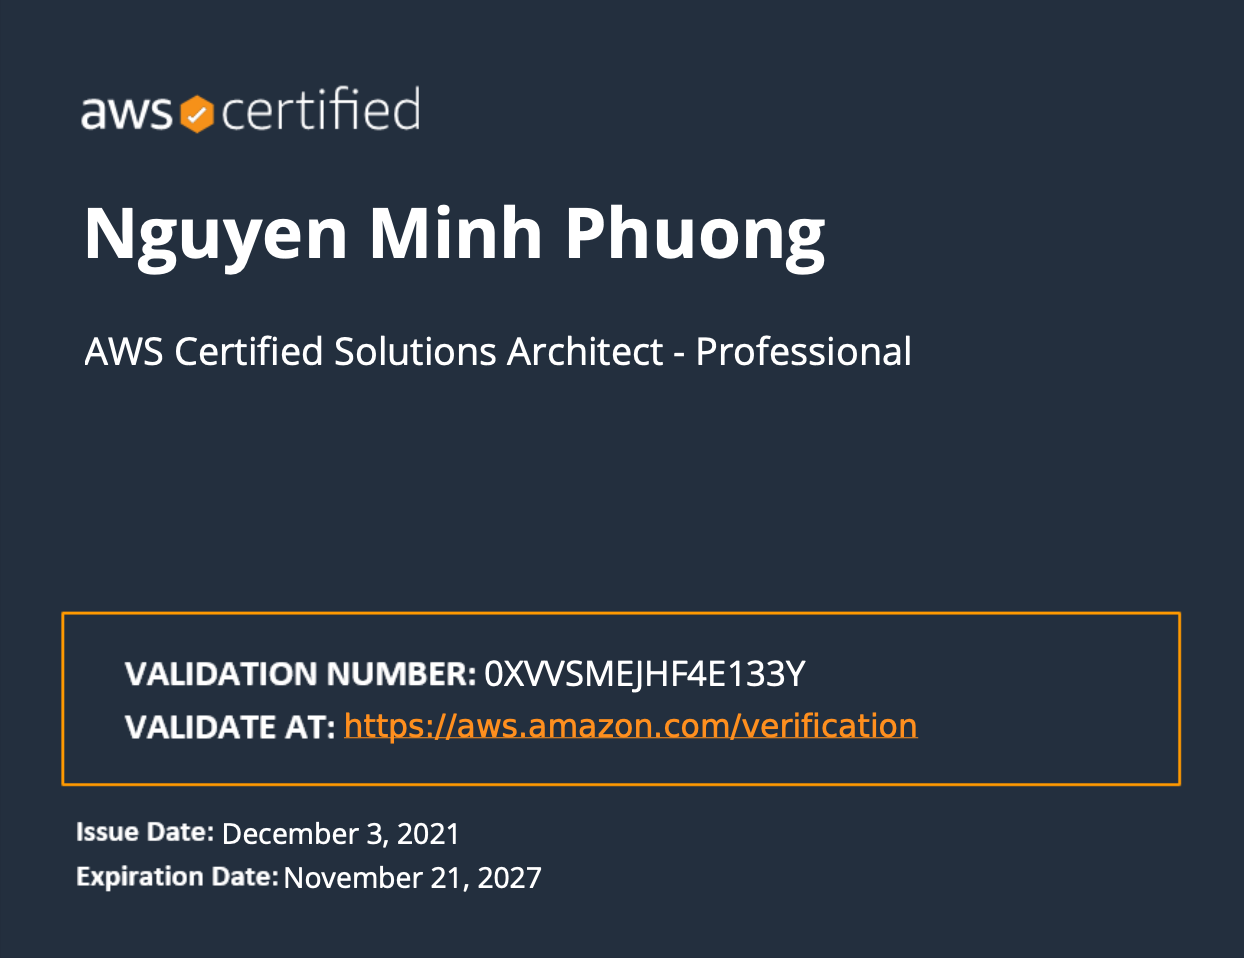 aws certified
Nguyen Minh Phuong
AWS Certified Solutions Architect - Professional
VALIDATION NUMBER: 0XVVSMEJHF4E133Y
VALIDATE AT: https://aws.amazon.com/verification
Issue Date: December 3, 2021
Expiration Date: November 21, 2027